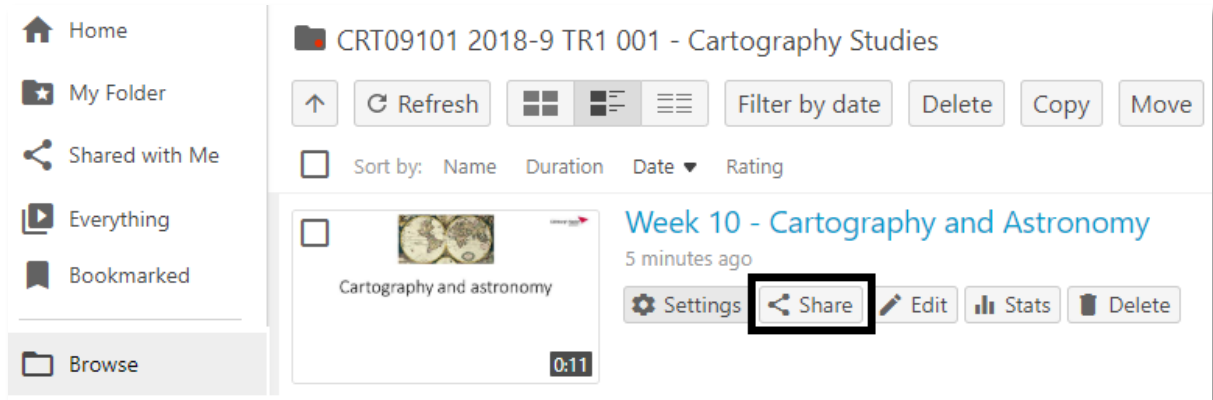 Home
My Folder
Shared with Me
Everything
Bookmarked
Browse
CRT09101 2018-9 TR1 001 - Cartography Studies
Refresh Filter by date Delete Copy Move
Sort by: Name Duration Date Rating
Cartography and astronomy
0:11
Week 10 - Cartography and Astronomy
5 minutes ago
Settings Share Edit Stats Delete